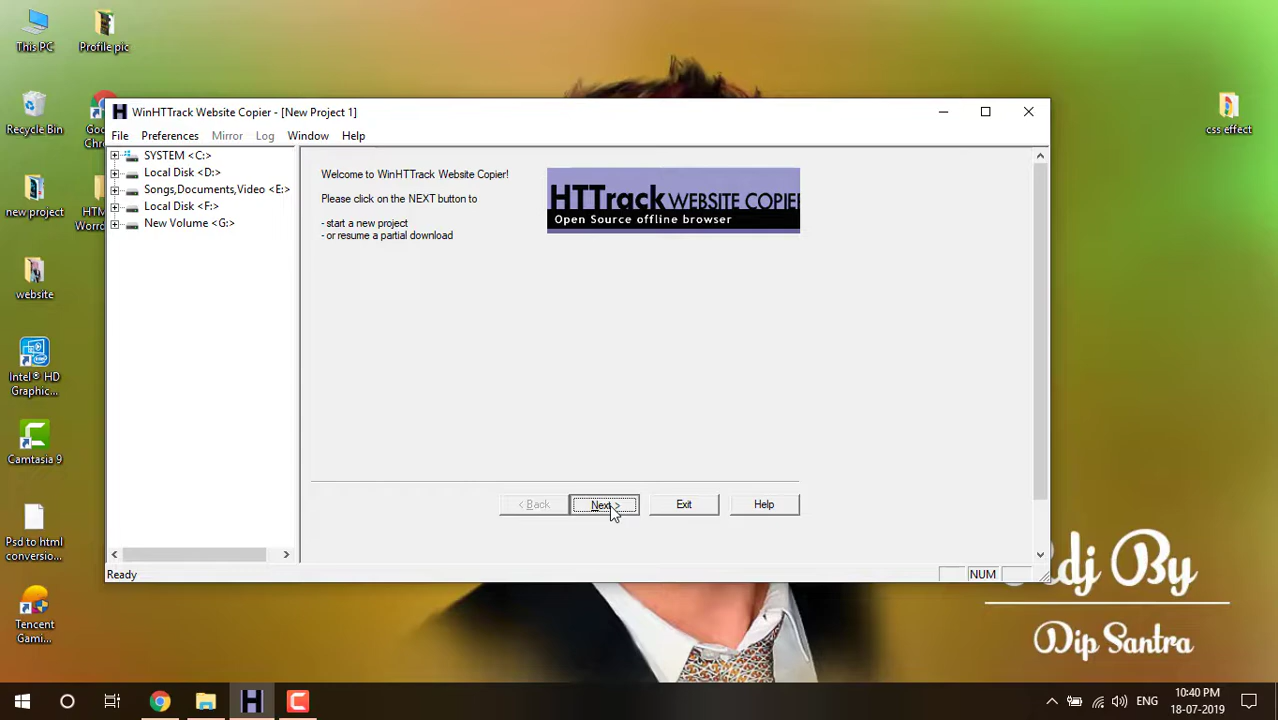 This PC
Profile pic
Recycle Bin
new project
website
Intel® HD
Graphic...
Camtasia 9
Psd to html
conversio...
Tencent
Gami...
css effect
WinHTTrack Website Copier - [New Project 1]
File Preferences Mirror Log Window Help
SYSTEM <C:>
Local Disk <D:>
Songs,Documents,Video <E:>
Local Disk <F:>
New Volume <G:>
Welcome to WinHTTrack Website Copier!
Please click on the NEXT button to
- start a new project
- or resume a partial download
HTTrack WEBSITE COPIE
Open Source offline browser
< Back Next > Exit Help
Ready
NUM
By
Dip Santra
ENG
10:40 PM
18-07-2019